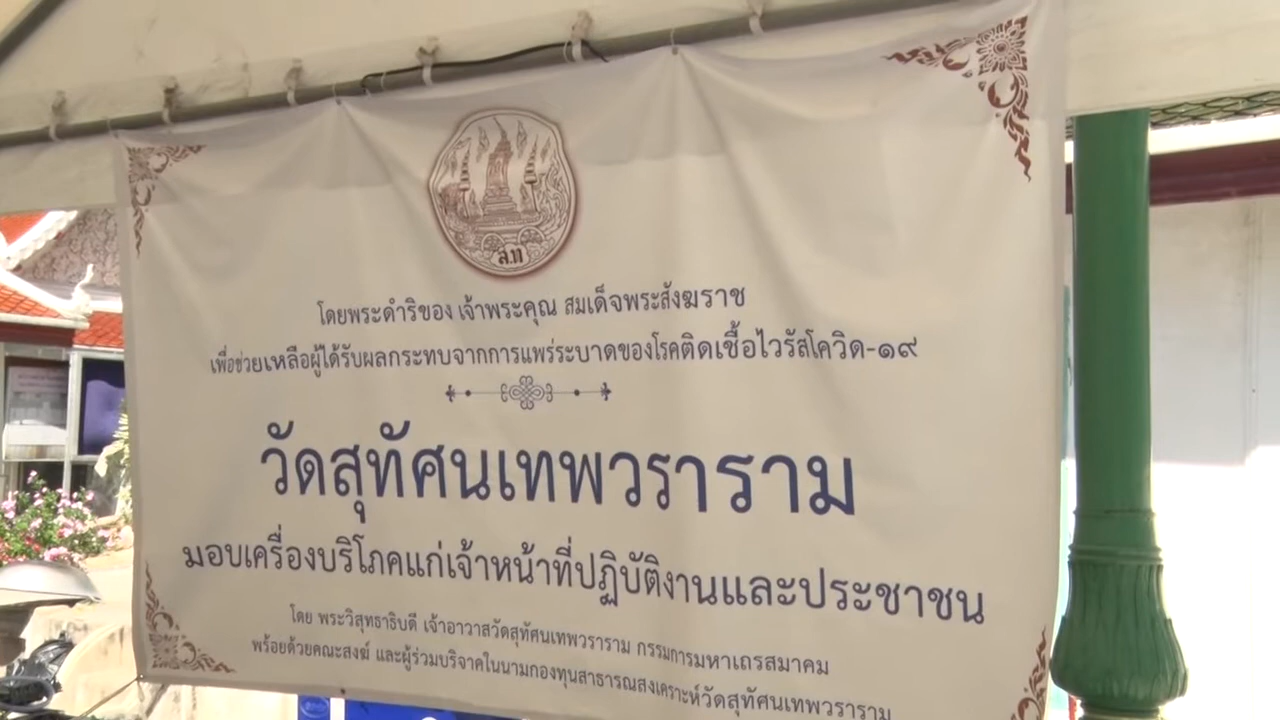 ส.ท
โดยพระดำริของ เจ้าพระคุณ สมเด็จพระสังฆราช
เพื่อช่วยเหลือผู้ได้รับผลกระทบจากการแพร่ระบาดของโรคติดเชื้อไวรัสโควิด-๑๙
วัดสุทัศนเทพวราราม
มอบเครื่องบริโภคแก่เจ้าหน้าที่ปฏิบัติงานและประชาชน
โดย พระวิสุทธาธิบดี เจ้าอาวาสวัดสุทัศนเทพวราราม กรรมการมหาเถรสมาคม
พร้อยด้วยคณะสงฆ์ และผู้ร่วมบริจาคในนามกองทุนสาธารณสงเคราะห์วัดสุทัศนเทพวราราม